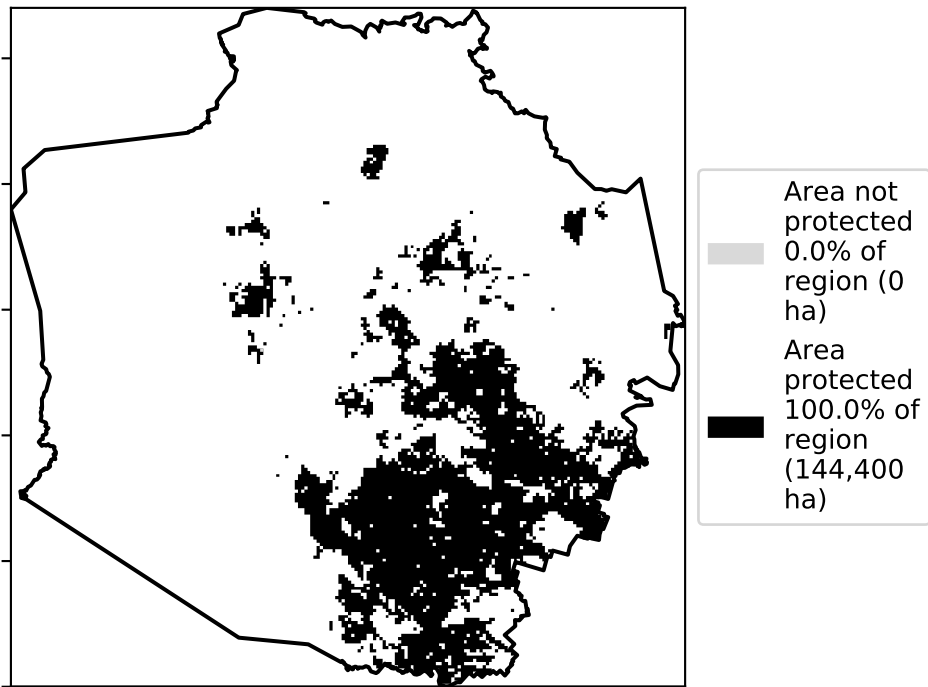 Area not
protected
0.0% of
region (0
ha)
Area
protected
100.0% of
region
(144,400
ha)